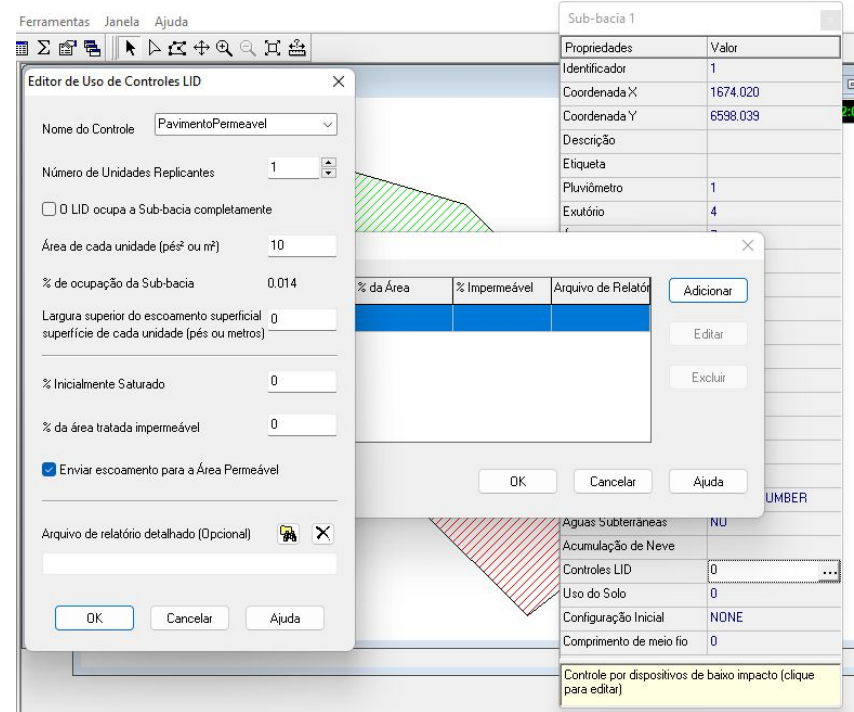 Ferramentas Janela Ajuda
Editor de Uso de Controles LID
Nome do Controle PavimentoPermeavel
Número de Unidades Replicantes 1
O LID ocupa a Sub-bacia completamente
Área de cada unidade (pés² ou m²) 10
% de ocupação da Sub-bacia 0.014
Largura superior do escoamento superficial
superfície de cada unidade (pés ou metros) 0
% Inicialmente Saturado 0
% da área tratada impermeável 0
Enviar escoamento para a Área Permeável
Arquivo de relatório detalhado (Opcional)
OK Cancelar Ajuda
% da Área % Impermeável Arquivo de Relatór
Adicionar
Editar
Excluir
OK Cancelar Ajuda
Sub-bacia 1
Propriedades Valor
Identificador 1
Coordenada X 1674.020
Coordenada Y 6598.039
Descrição
Etiqueta
Pluviômetro 1
Exutório 4
UMBER
Águas Subterrâneas NO
Acumulação de Neve
Controles LID 0 ...
Uso do Solo 0
Configuração Inicial NONE
Comprimento de meio fio 0
Controle por dispositivos de baixo impacto (clique
para editar)